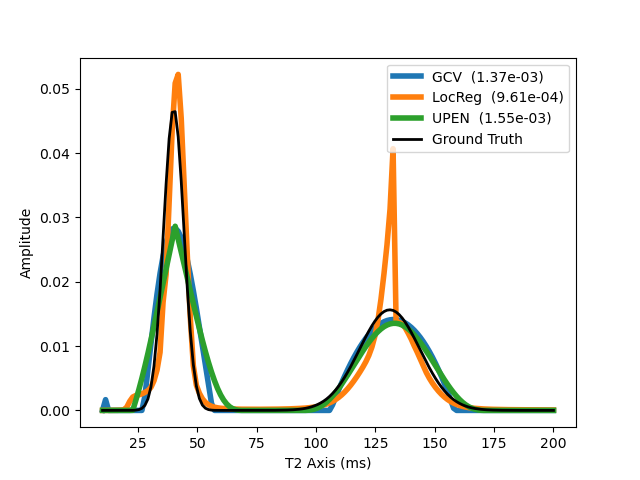 GCV (1.37e-03)
LocReg (9.61e-04)
UPEN (1.55e-03)
Ground Truth
0.05
0.04
0.03
0.02
0.01
0.00
Amplitude
25 50 75 100 125 150 175 200
T2 Axis (ms)